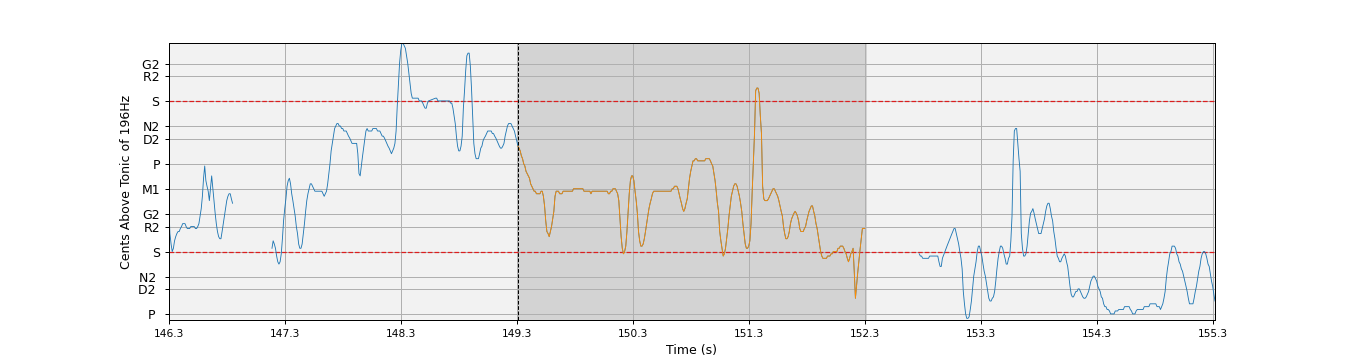 G2
R2
S
N2
D2
P
M1
G2
R2
S
N2
D2
P
Cents Above Tonic of 196Hz
146.3 147.3 148.3 149.3 150.3 151.3 152.3 153.3 154.3 155.3
Time (s)